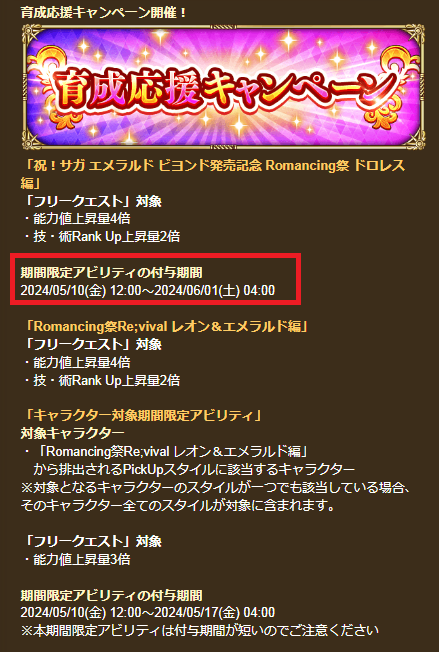 育成応援キャンペーン開催！
育成応援キャンペーン
「祝！サガ エメラルド ビヨンド発売記念 Romancing祭 ドロレス
編」
「フリークエスト」対象
・能力値上昇量4倍
・技・術Rank Up上昇量2倍
期間限定アビリティの付与期間
2024/05/10(金) 12:00～2024/06/01(土) 04:00
「Romancing祭Re;vival レオン＆エメラルド編」
「フリークエスト」対象
・能力値上昇量4倍
・技・術Rank Up上昇量2倍
「キャラクター対象期間限定アビリティ」
対象キャラクター
・「Romancing祭Re;vival レオン＆エメラルド編」
から排出されるPickUpスタイルに該当するキャラクター
※対象となるキャラクターのスタイルが一つでも該当している場合、
そのキャラクター全てのスタイルが対象に含まれます。
「フリークエスト」対象
・能力値上昇量3倍
期間限定アビリティの付与期間
2024/05/10(金) 12:00～2024/05/17(金) 04:00
※本期間限定アビリティは付与期間が短いのでご注意ください